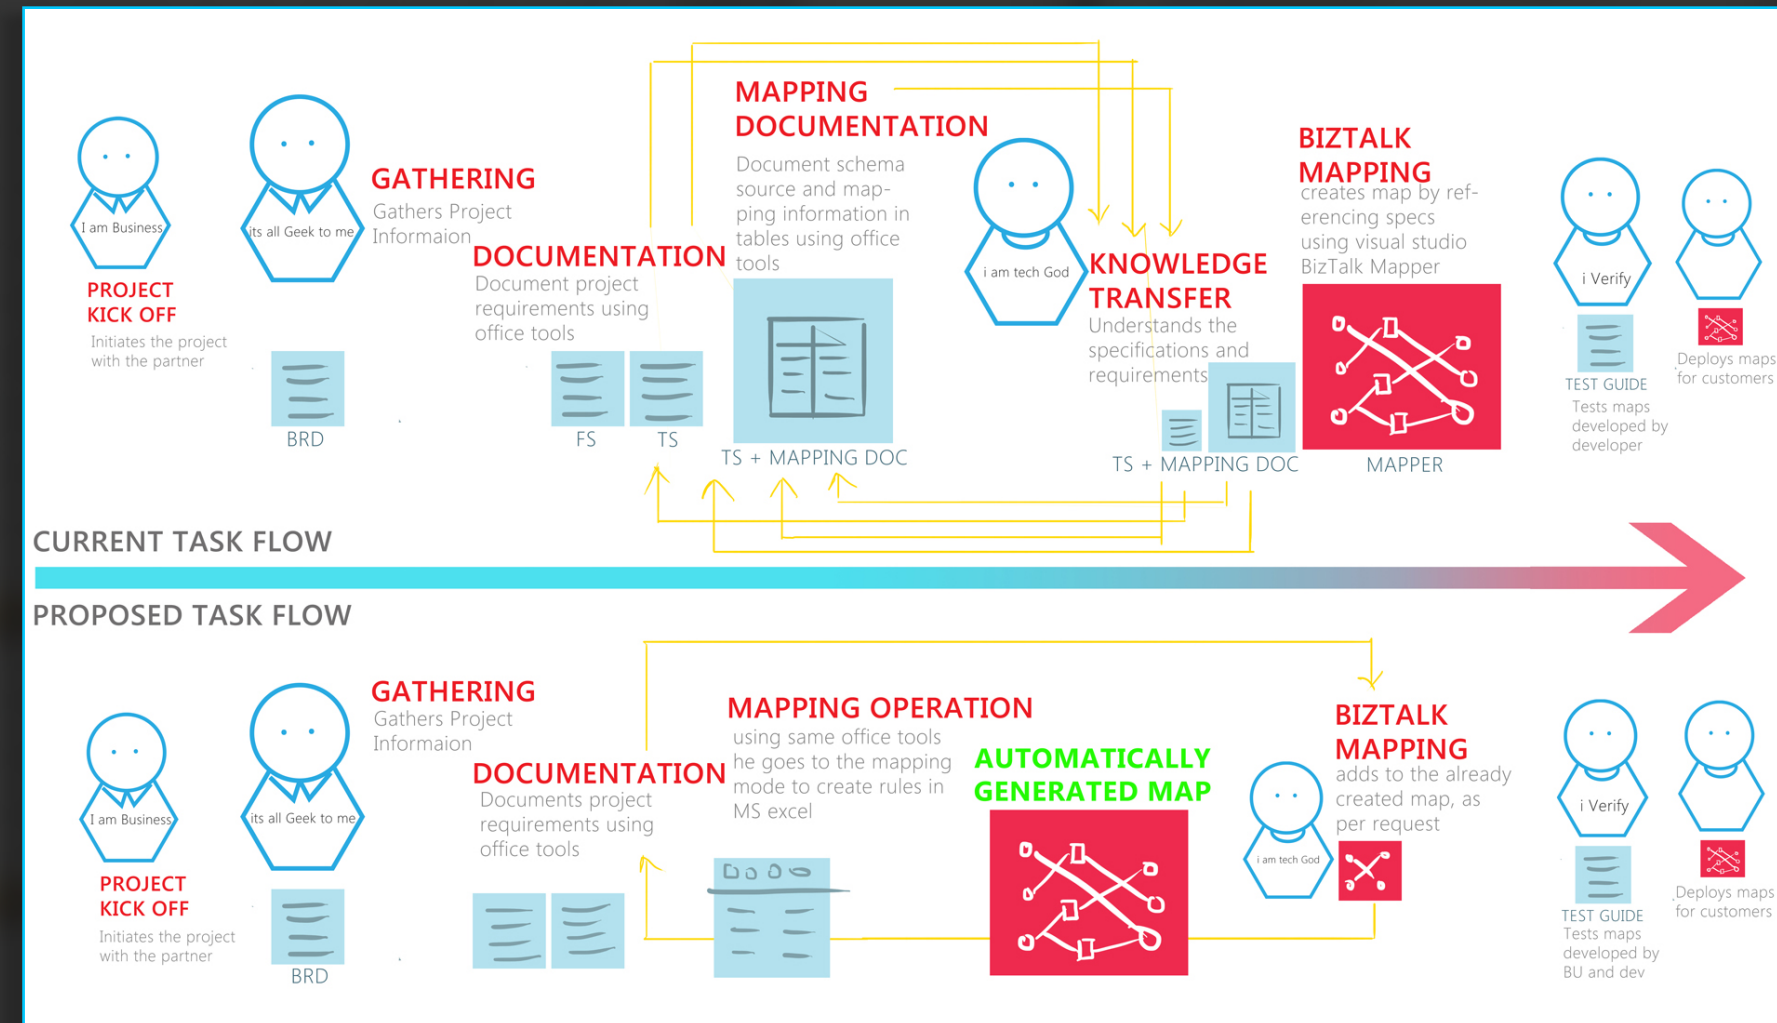 I am Business
PROJECT
KICK OFF
Initiates the project
with the partner
its all Geek to me
BRD
GATHERING
Gathers Project
Informaion
DOCUMENTATION
Document project
requirements using
office tools
FS
TS
MAPPING
DOCUMENTATION
Document schema
source and map-
ping information in
tables using office
tools
TS + MAPPING DOC
i am tech God
KNOWLEDGE
TRANSFER
Understands the
specifications and
requirements
TS + MAPPING DOC
BIZTALK
MAPPING
creates map by ref-
erencing specs
using visual studio
BizTalk Mapper
MAPPER
i Verify
TEST GUIDE
Tests maps
developed by
developer
Deploys maps
for customers
CURRENT TASK FLOW
PROPOSED TASK FLOW
I am Business
PROJECT
KICK OFF
Initiates the project
with the partner
its all Geek to me
BRD
GATHERING
Gathers Project
Informaion
DOCUMENTATION
Documents project
requirements using
office tools
MAPPING OPERATION
using same office tools
he goes to the mapping
mode to create rules in
MS excel
AUTOMATICALLY
GENERATED MAP
i am tech God
BIZTALK
MAPPING
adds to the already
created map, as
per request
i Verify
TEST GUIDE
Tests maps
developed by
BU and dev
Deploys maps
for customers